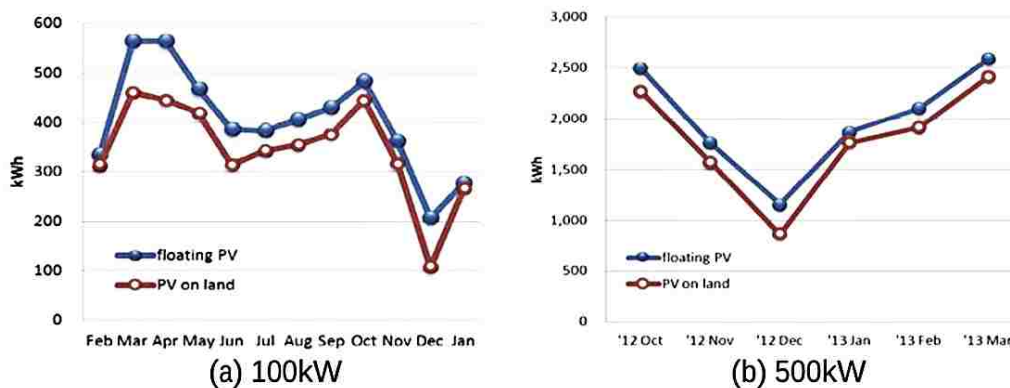 600
500
400
300
200
100
0
kWh
floating PV
PV on land
Feb Mar Apr May Jun Jul Aug Sep Oct Nov Dec Jan
(a) 100kW
3,000
2,500
2,000
1,500
1,000
500
0
kWh
floating PV
PV on land
'12 Oct '12 Nov '12 Dec '13 Jan '13 Feb '13 Mar
(b) 500kW